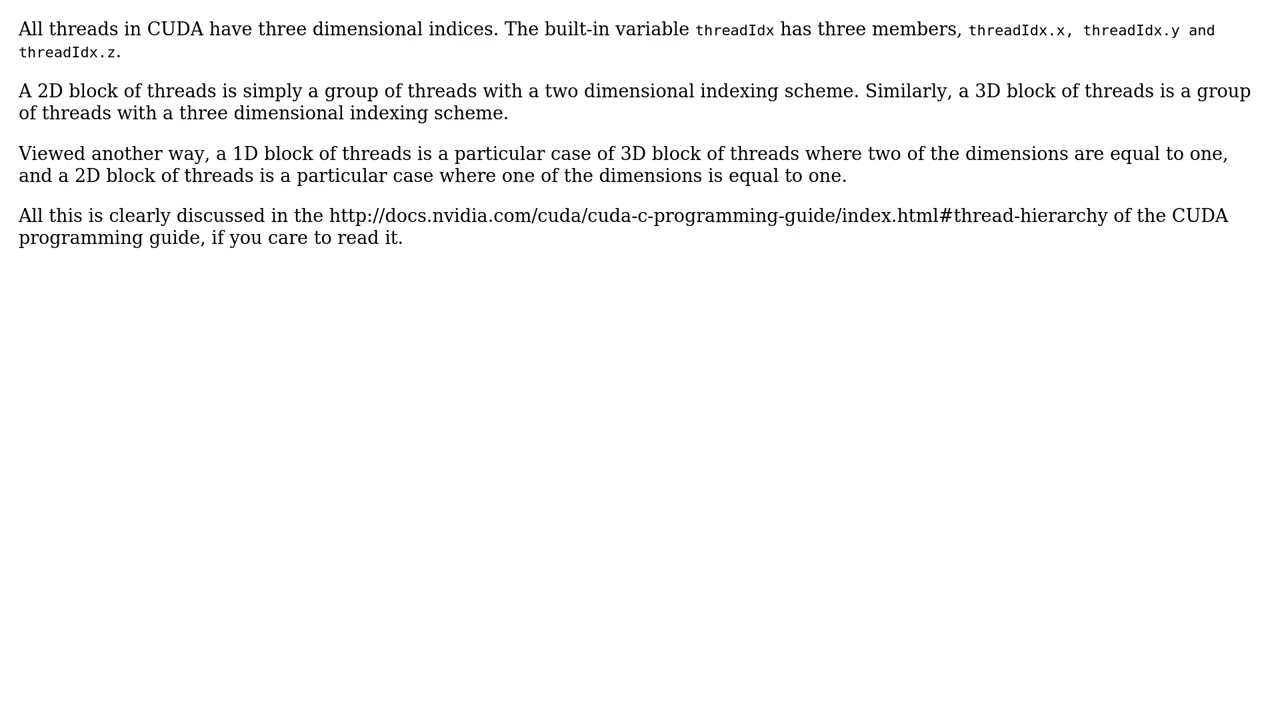 All threads in CUDA have three dimensional indices. The built-in variable threadIdx has three members, threadIdx.x, threadIdx.y and
threadIdx.z.
A 2D block of threads is simply a group of threads with a two dimensional indexing scheme. Similarly, a 3D block of threads is a group
of threads with a three dimensional indexing scheme.
Viewed another way, a 1D block of threads is a particular case of 3D block of threads where two of the dimensions are equal to one,
and a 2D block of threads is a particular case where one of the dimensions is equal to one.
All this is clearly discussed in the http://docs.nvidia.com/cuda/cuda-c-programming-guide/index.html#thread-hierarchy of the CUDA
programming guide, if you care to read it.